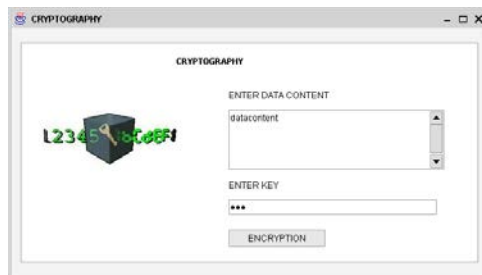 CRYPTOGRAPHY
CRYPTOGRAPHY
ENTER DATA CONTENT
datacontent
ENTER KEY
•••
ENCRYPTION